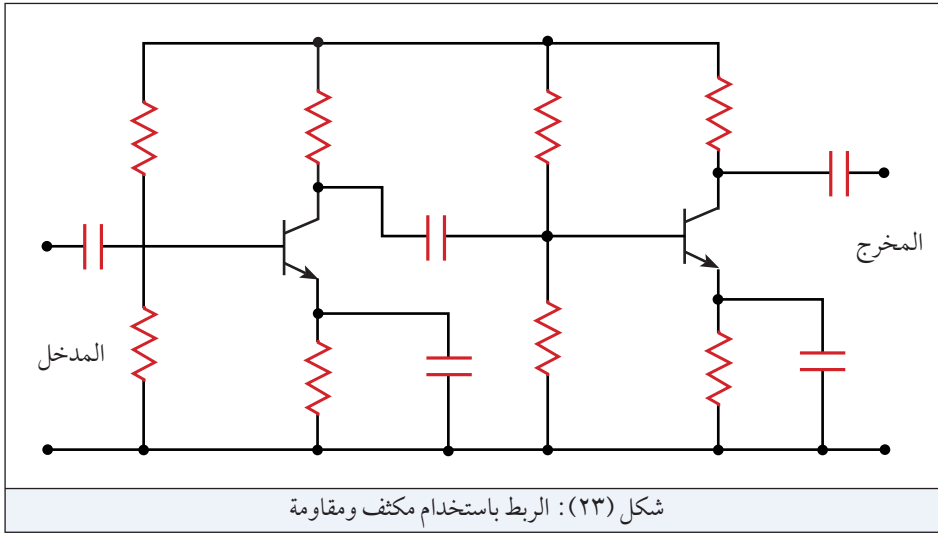 المخرج
المدخل
شكل (٢٣): الربط باستخدام مكثف ومقاومة